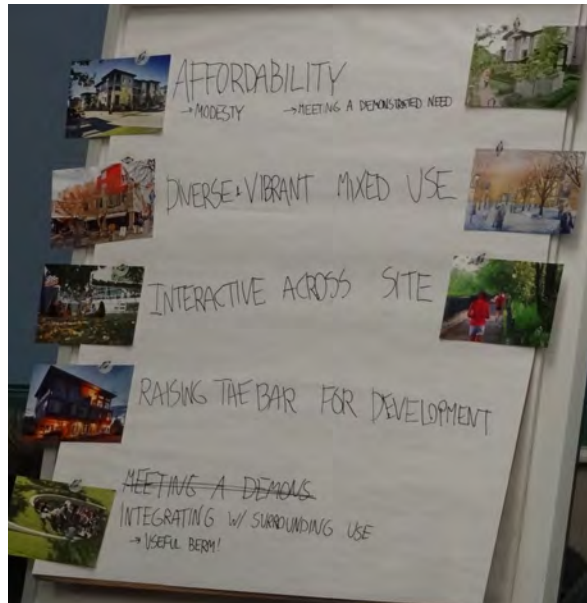 AFFORDABILITY
→ MODESTY → MEETING A DEMONSTRATED NEED
DIVERSE + VIBRANT MIXED USE
INTERACTIVE ACROSS SITE
RAISING THE BAR FOR DEVELOPMENT
MEETING A DEMONS
INTEGRATING W/ SURROUNDING USE
→ USEFUL BERM!